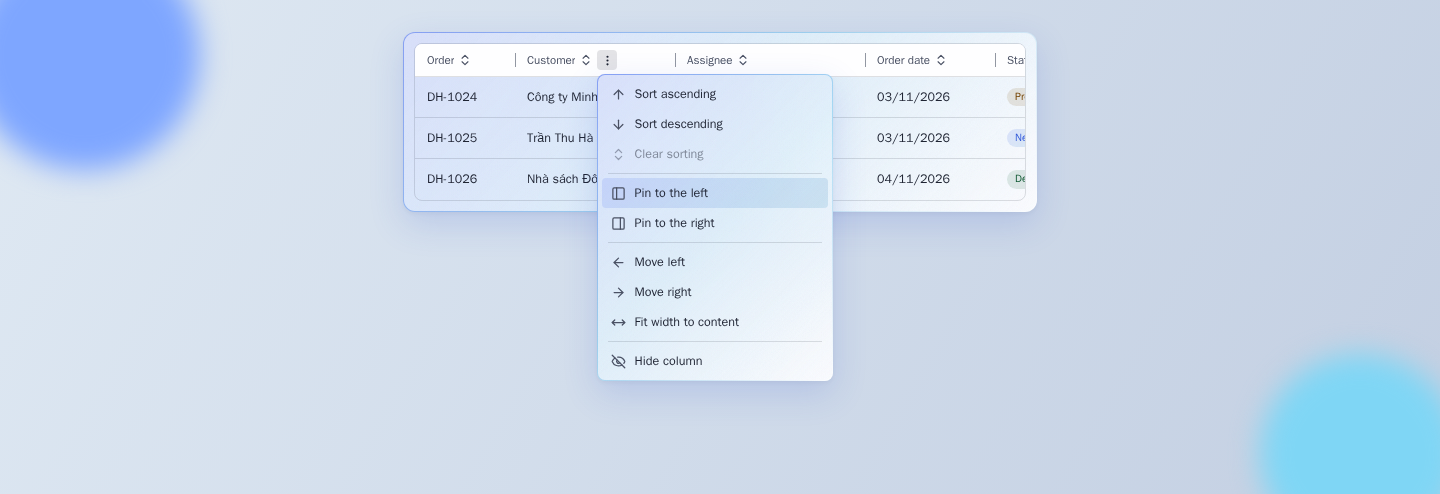 Order Customer Assignee Order date
DH-1024 Công ty Minh 03/11/2026
DH-1025 Trần Thu Hà 03/11/2026
DH-1026 Nhà sách 04/11/2026
Sort ascending
Sort descending
Clear sorting
Pin to the left
Pin to the right
Move left
Move right
Fit width to content
Hide column